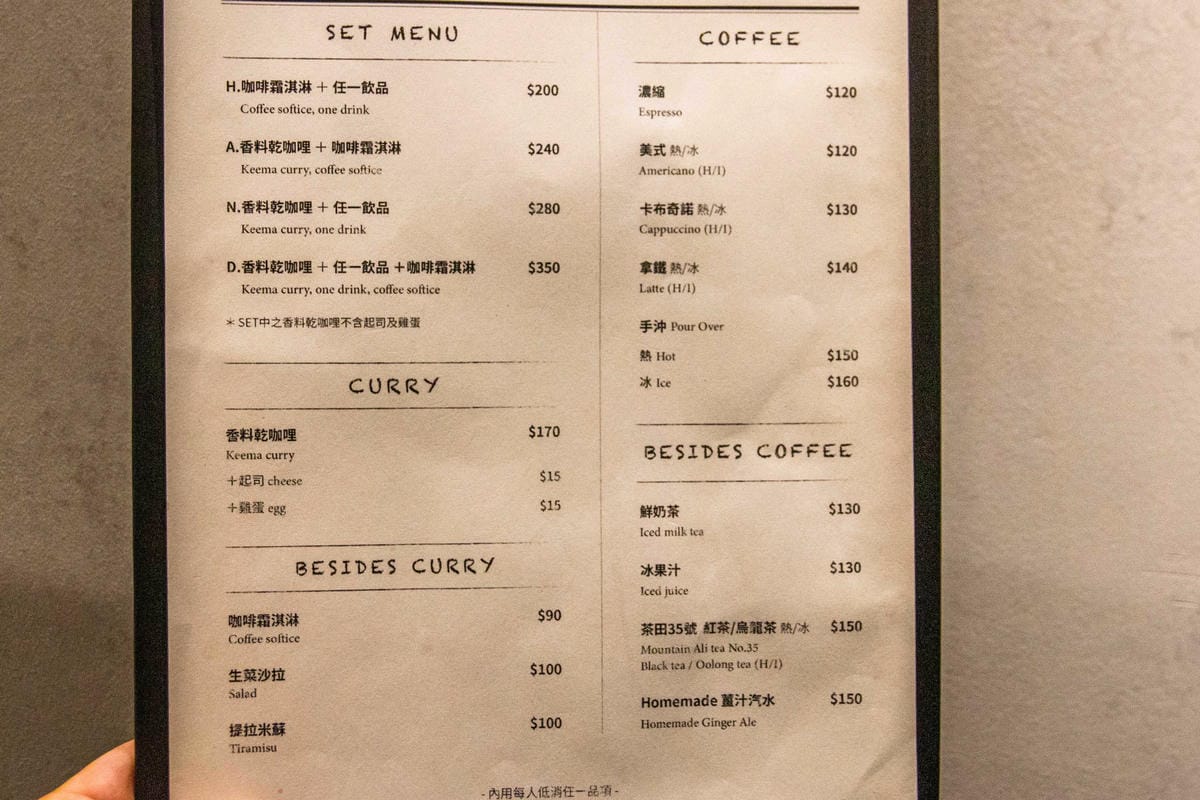 SET MENU
H.咖啡霜淇淋 + 任一飲品 $200
Coffee softice, one drink
A.香料乾咖哩 + 咖啡霜淇淋 $240
Keema curry, coffee softice
N.香料乾咖哩 + 任一飲品 $280
Keema curry, one drink
D.香料乾咖哩 + 任一飲品 +咖啡霜淇淋 $350
Keema curry, one drink, coffee softice
* SET中之香料乾咖哩不含起司及雞蛋
CURRY
香料乾咖哩 $170
Keema curry
+起司 cheese $15
+雞蛋 egg $15
BESIDES CURRY
咖啡霜淇淋 $90
Coffee softice
生菜沙拉 $100
Salad
提拉米蘇 $100
Tiramisu
COFFEE
濃縮 $120
Espresso
美式 熱/冰 $120
Americano (H/I)
卡布奇諾 熱/冰 $130
Cappuccino (H/I)
拿鐵 熱/冰 $140
Latte (H/I)
手沖 Pour Over
熱 Hot $150
冰 Ice $160
BESIDES COFFEE
鮮奶茶 $130
Iced milk tea
冰果汁 $130
Iced juice
茶田35號 紅茶/烏龍茶 熱/冰 $150
Mountain Ali tea No.35
Black tea / Oolong tea (H/I)
Homemade 薑汁汽水 $150
Homemade Ginger Ale
- 內用每人低消任一品項 -